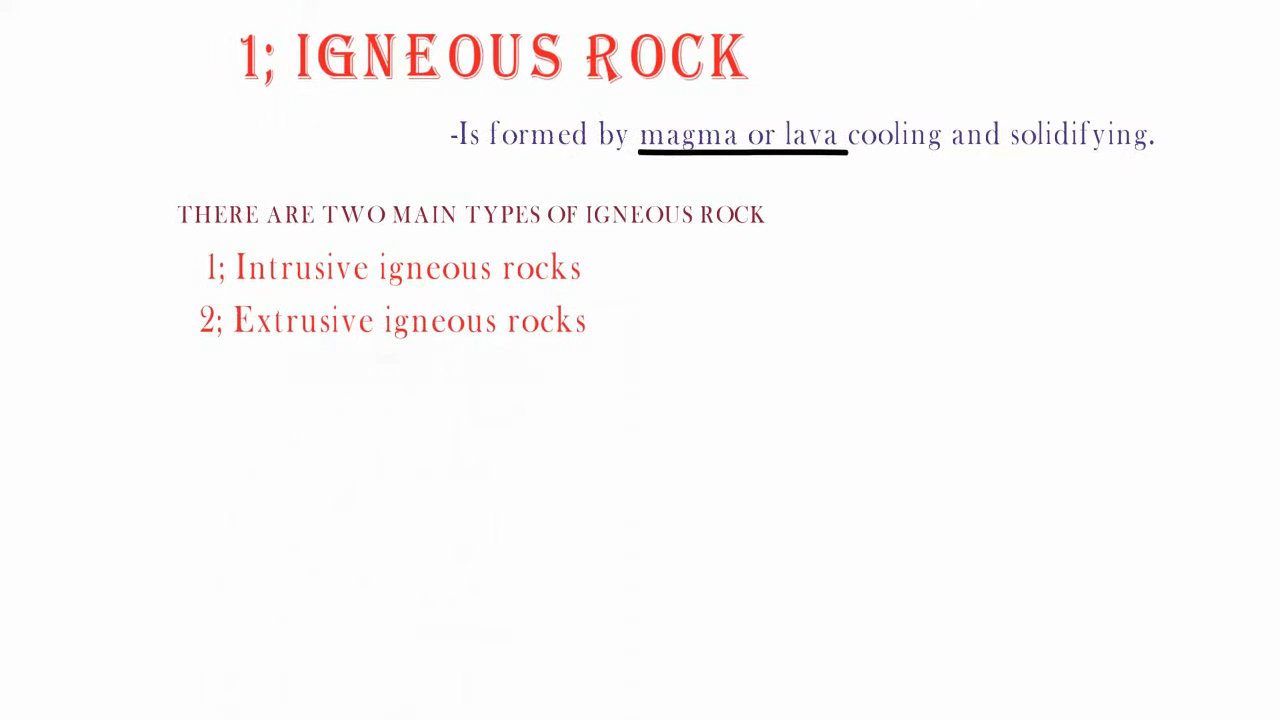 1; IGNEOUS ROCK
-Is formed by magma or lava cooling and solidifying.
THERE ARE TWO MAIN TYPES OF IGNEOUS ROCK
1; Intrusive igneous rocks
2; Extrusive igneous rocks